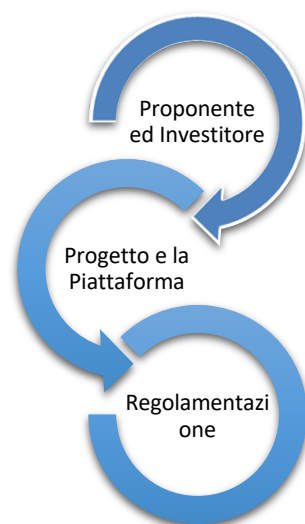 Proponente
ed Investitore
Progetto e la
Piattaforma
Regolamentazi
one